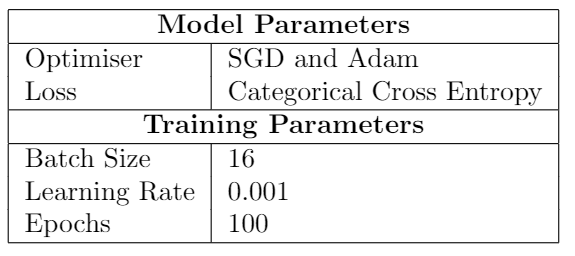 Model Parameters
Optimiser SGD and Adam
Loss Categorical Cross Entropy
Training Parameters
Batch Size 16
Learning Rate 0.001
Epochs 100